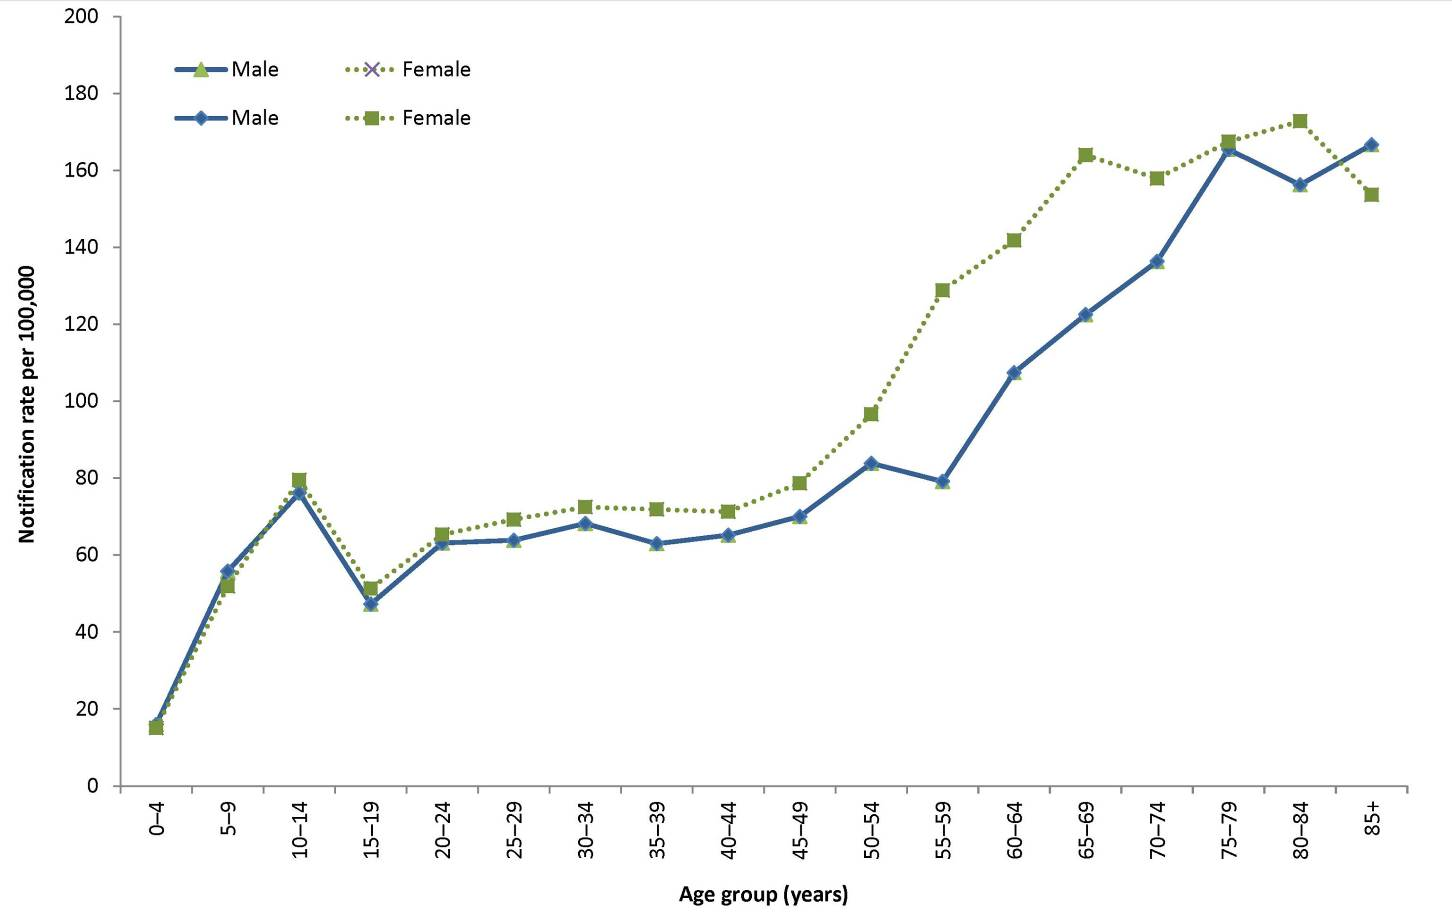 200
180
160
140
120
100
80
60
40
20
0
Notification rate per 100,000
Male Female
Male Female
0–4 5–9 10–14 15–19 20–24 25–29 30–34 35–39 40–44 45–49 50–54 55–59 60–64 65–69 70–74 75–79 80–84 85+
Age group (years)